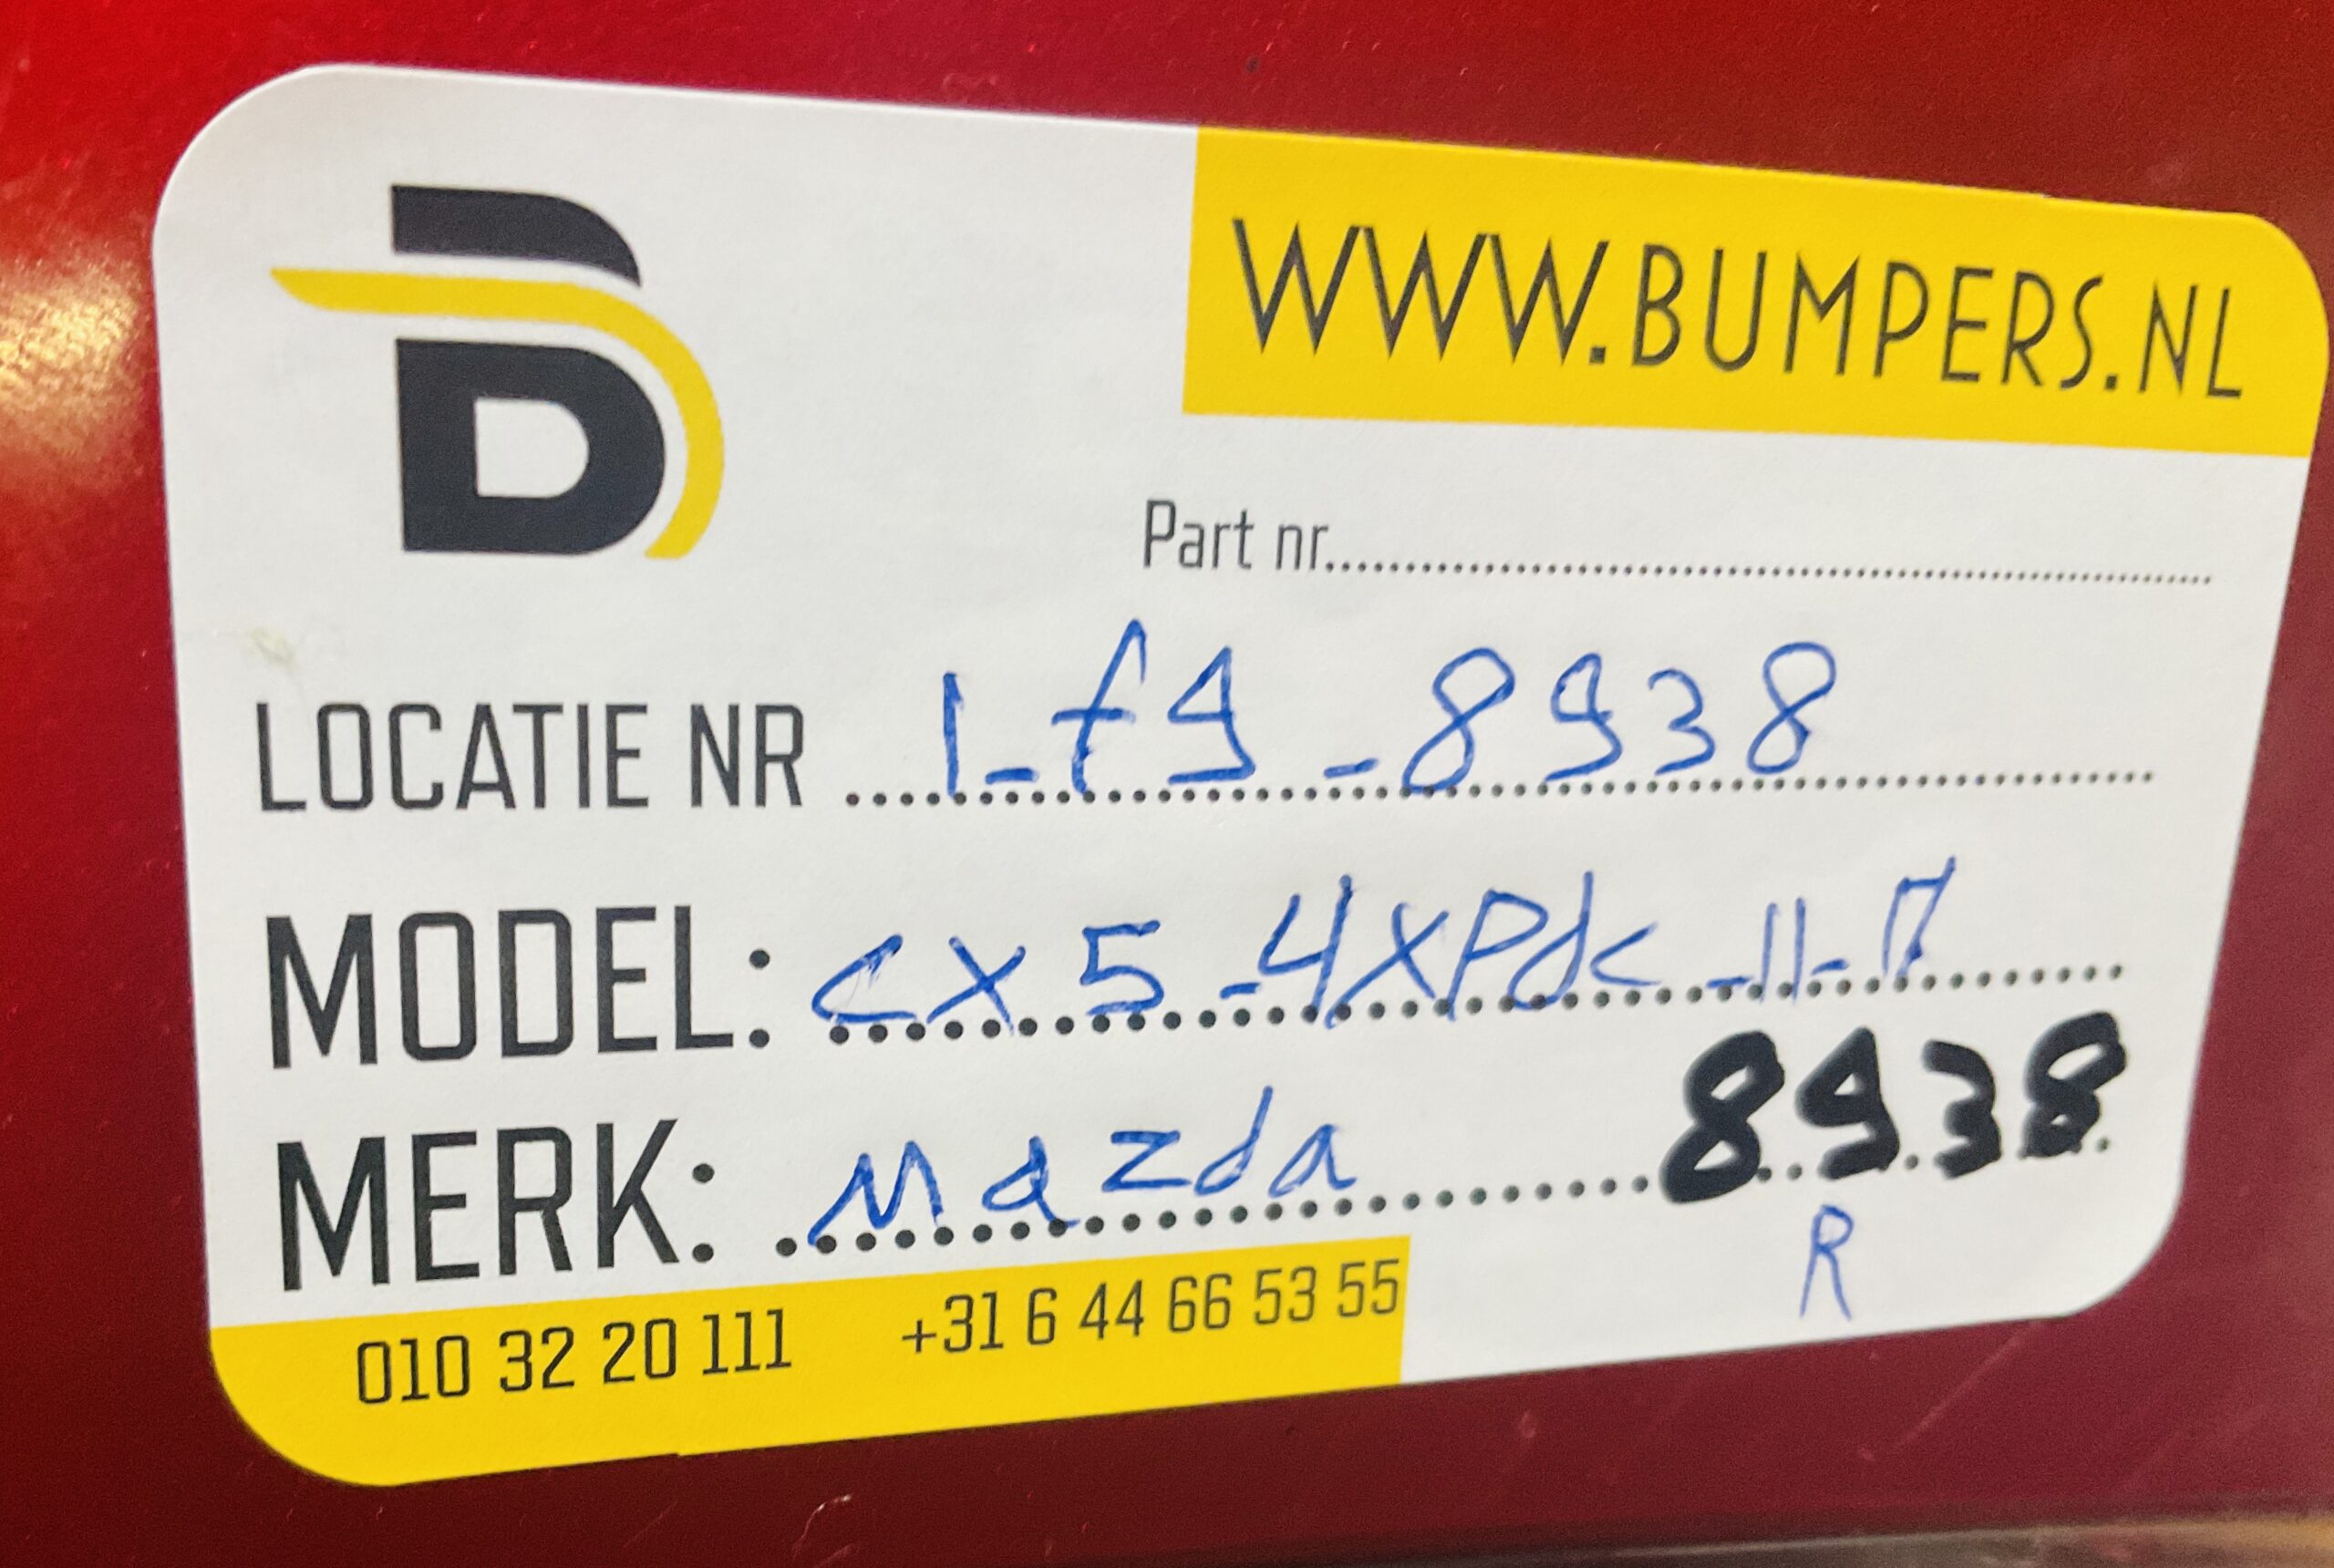 B
WWW.BUMPERS.NL
Part nr..........
LOCATIE NR 1-f9-8938
MODEL: CX5-4XPdc-11-17
MERK: Mazda 8938
R
010 32 20 111 +31 6 44 66 53 55